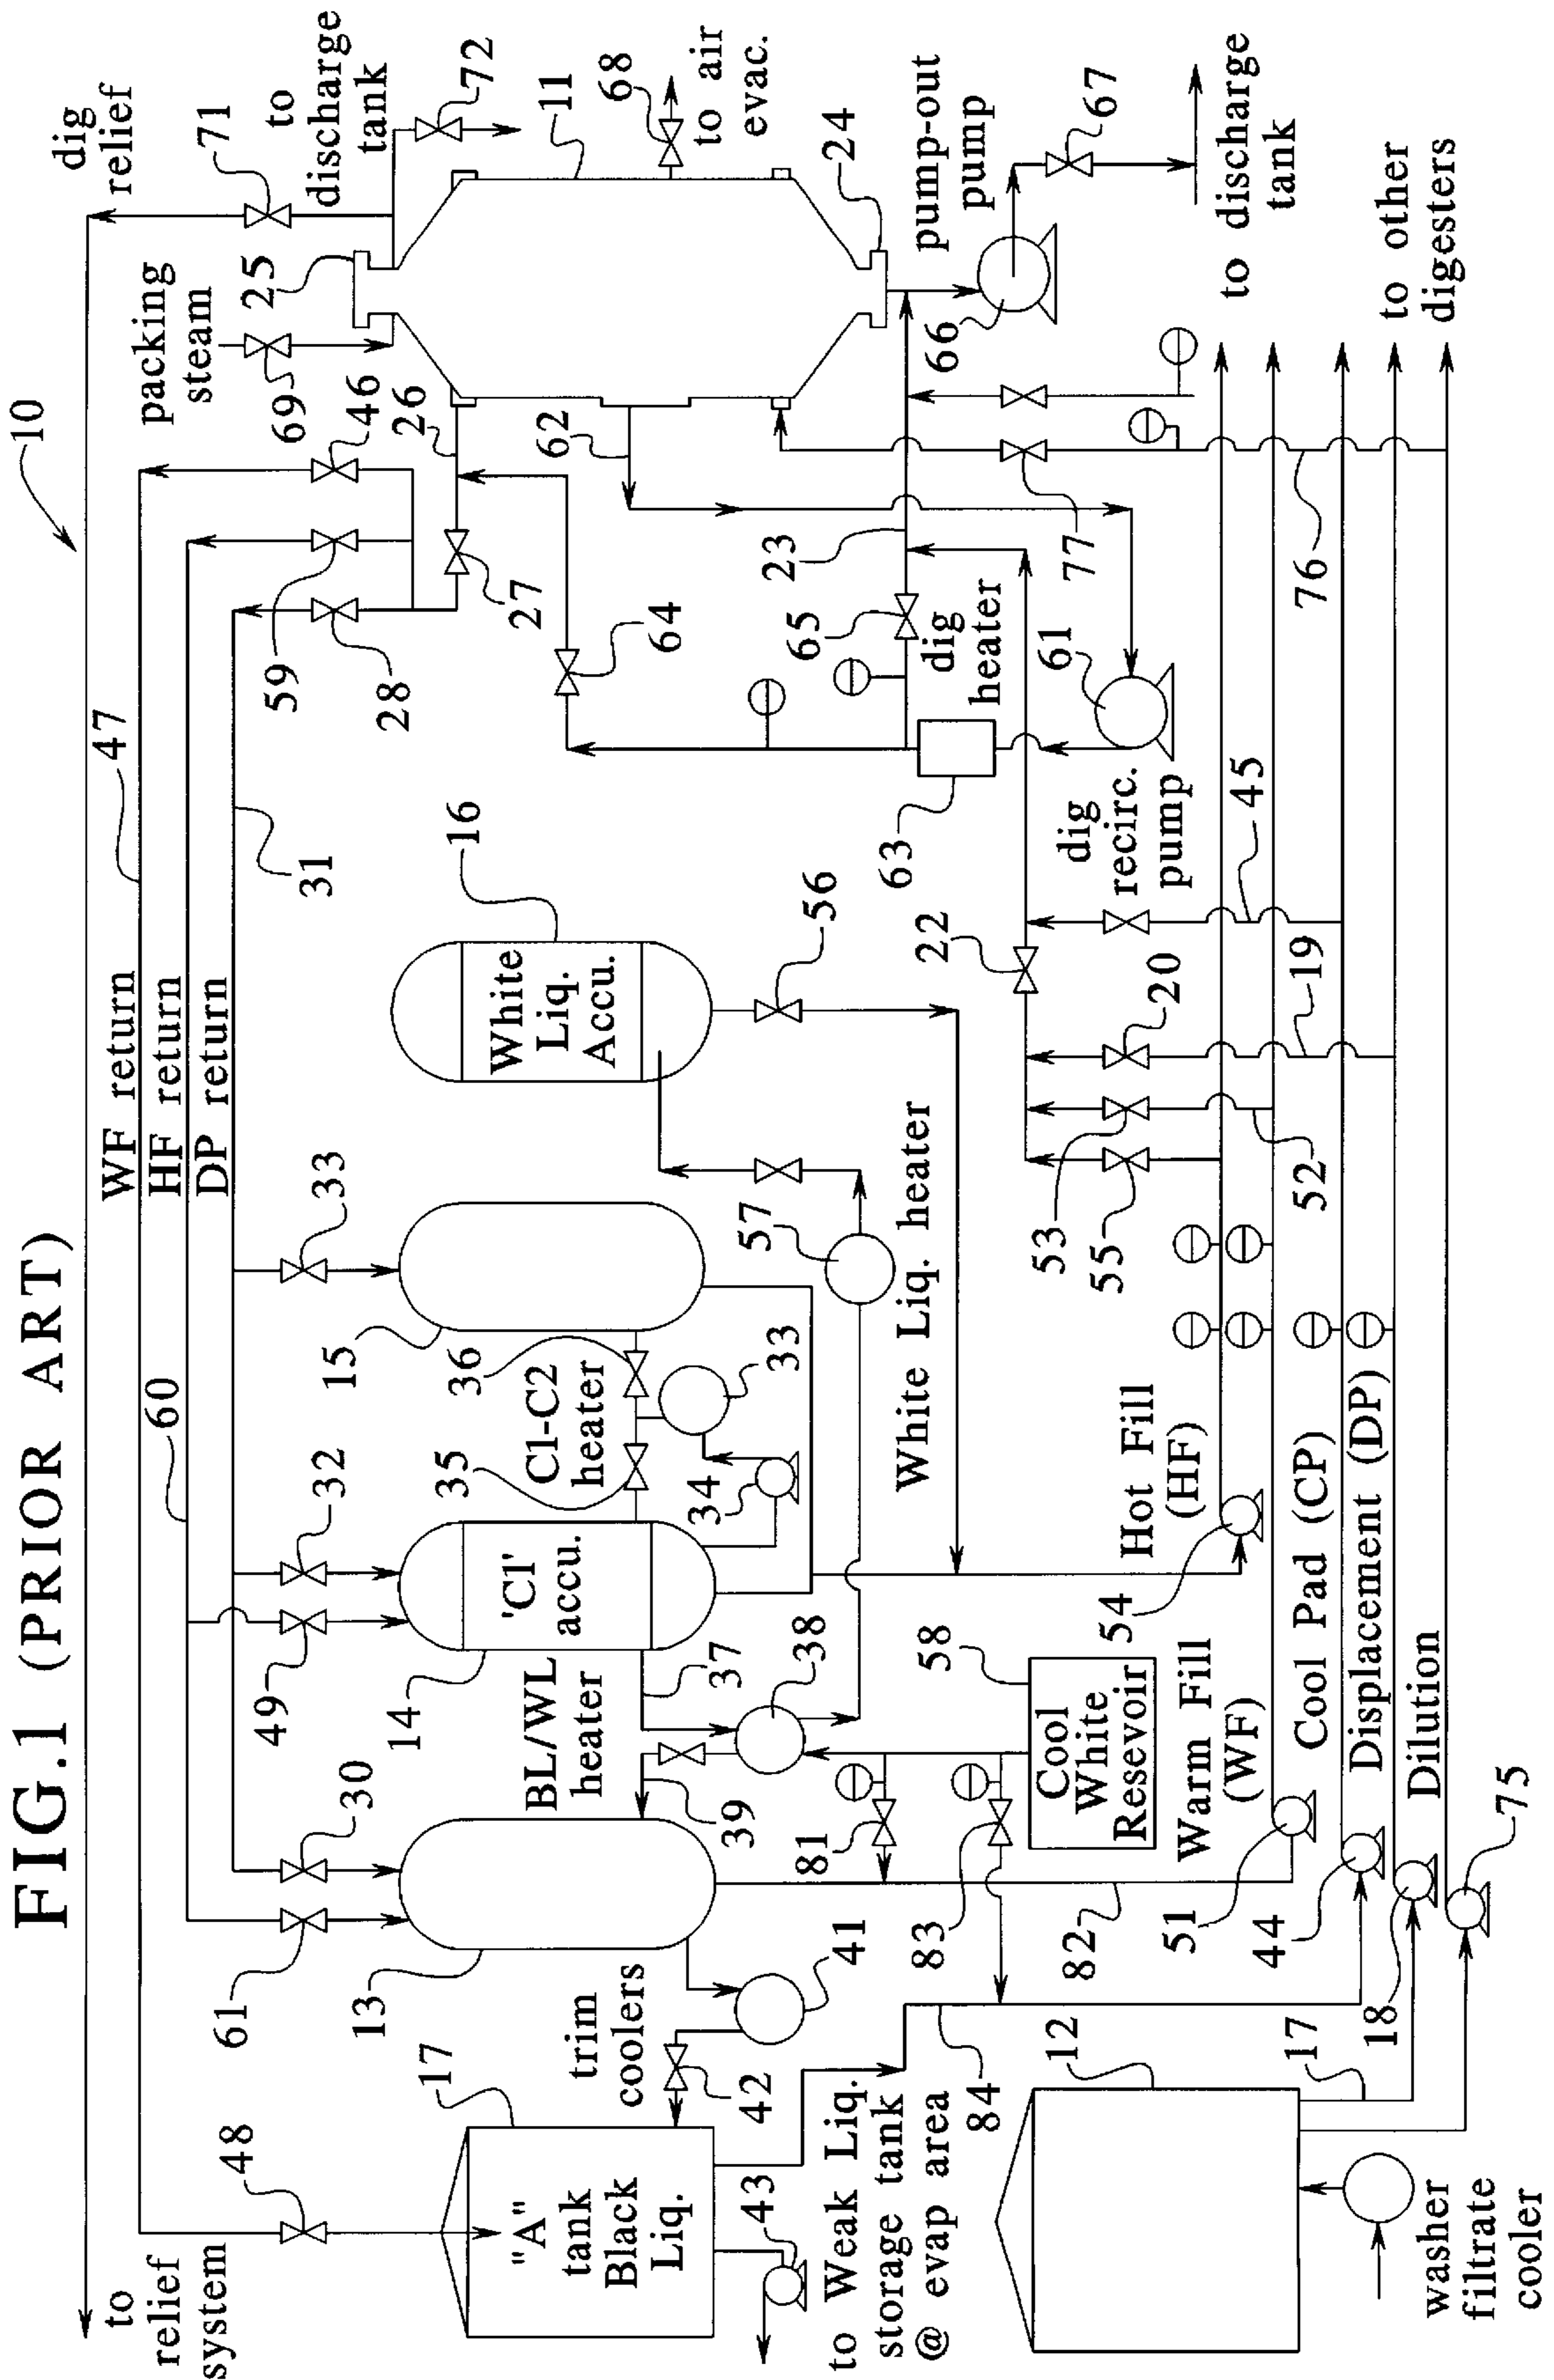 FIG.1 (PRIOR ART)
10
to
relief
system
dig
relief
WF return
HF return
DP return
47
60
31
48
61
30
49
32
33
59
28
46
27
26
packing
steam
69
25
71
to
discharge
tank
72
11
68
to air
evac.
24
17
"A"
tank
Black
Liq.
43
trim
coolers
42
41
13
14
'C1'
accu.
15
C1-C2
heater
35
36
34
33
BL/WL
heater
37
38
39
16
White
Liq.
Accu.
56
57
White Liq. heater
62
64
23
65
dig
heater
63
61
dig
recirc.
pump
77
76
66
pump-out
pump
67
to discharge
tank
to other
digesters
22
20
19
45
53
55
52
to Weak Liq.
storage tank
@ evap area
84
81
83
82
58
Cool
White
Resevoir
54
51
44
18
75
Hot Fill
(HF)
Warm Fill
(WF)
Cool Pad (CP)
Displacement (DP)
Dilution
12
17
washer
filtrate
cooler